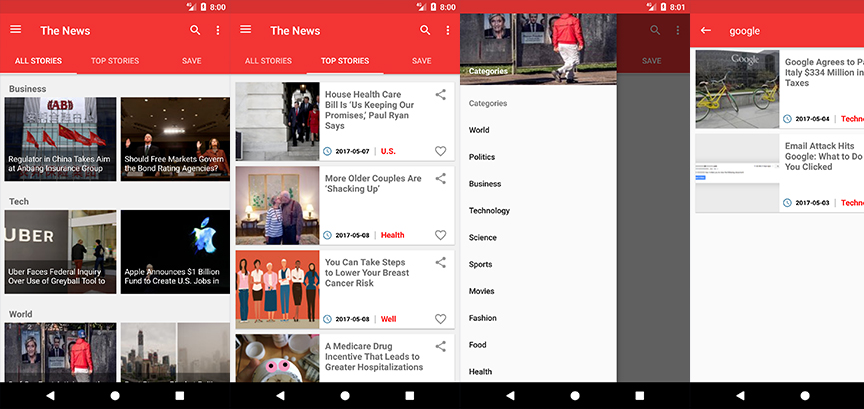 8:00
The News
ALL STORIES TOP STORIES SAVE
Business
Regulator in China Takes Aim
at Anbang Insurance Group
Should Free Markets Govern
the Bond Rating Agencies?
Tech
UBER
Uber Faces Federal Inquiry
Over Use of Greyball Tool to
Apple Announces $1 Billion
Fund to Create U.S. Jobs in
World
8:00
The News
ALL STORIES TOP STORIES SAVE
House Health Care
Bill Is ‘Us Keeping Our
Promises,’ Paul Ryan
Says
2017-05-07 | U.S.
More Older Couples Are
‘Shacking Up’
2017-05-08 | Health
You Can Take Steps
to Lower Your Breast
Cancer Risk
2017-05-08 | Well
A Medicare Drug
Incentive That Leads to
Greater Hospitalizations
8:01
SAVE
Categories
Categories
World
Politics
Business
Technology
Science
Sports
Movies
Fashion
Food
Health
8:01
google
Google
Google Agrees to Pa
Italy $334 Million in
Taxes
2017-05-04 | Techn
Email Attack Hits
Google: What to Do
You Clicked
2017-05-03 | Techn